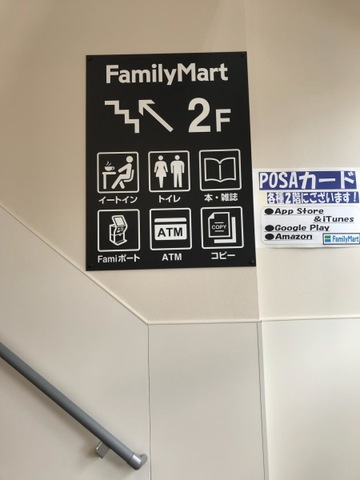 FamilyMart
2F
イートイン トイレ 本・雑誌
Famiポート ATM コピー
ATM
COPY
POSAカード
各種2階にございます!
●App Store
&iTunes
●Google Play
●Amazon
FamilyMart